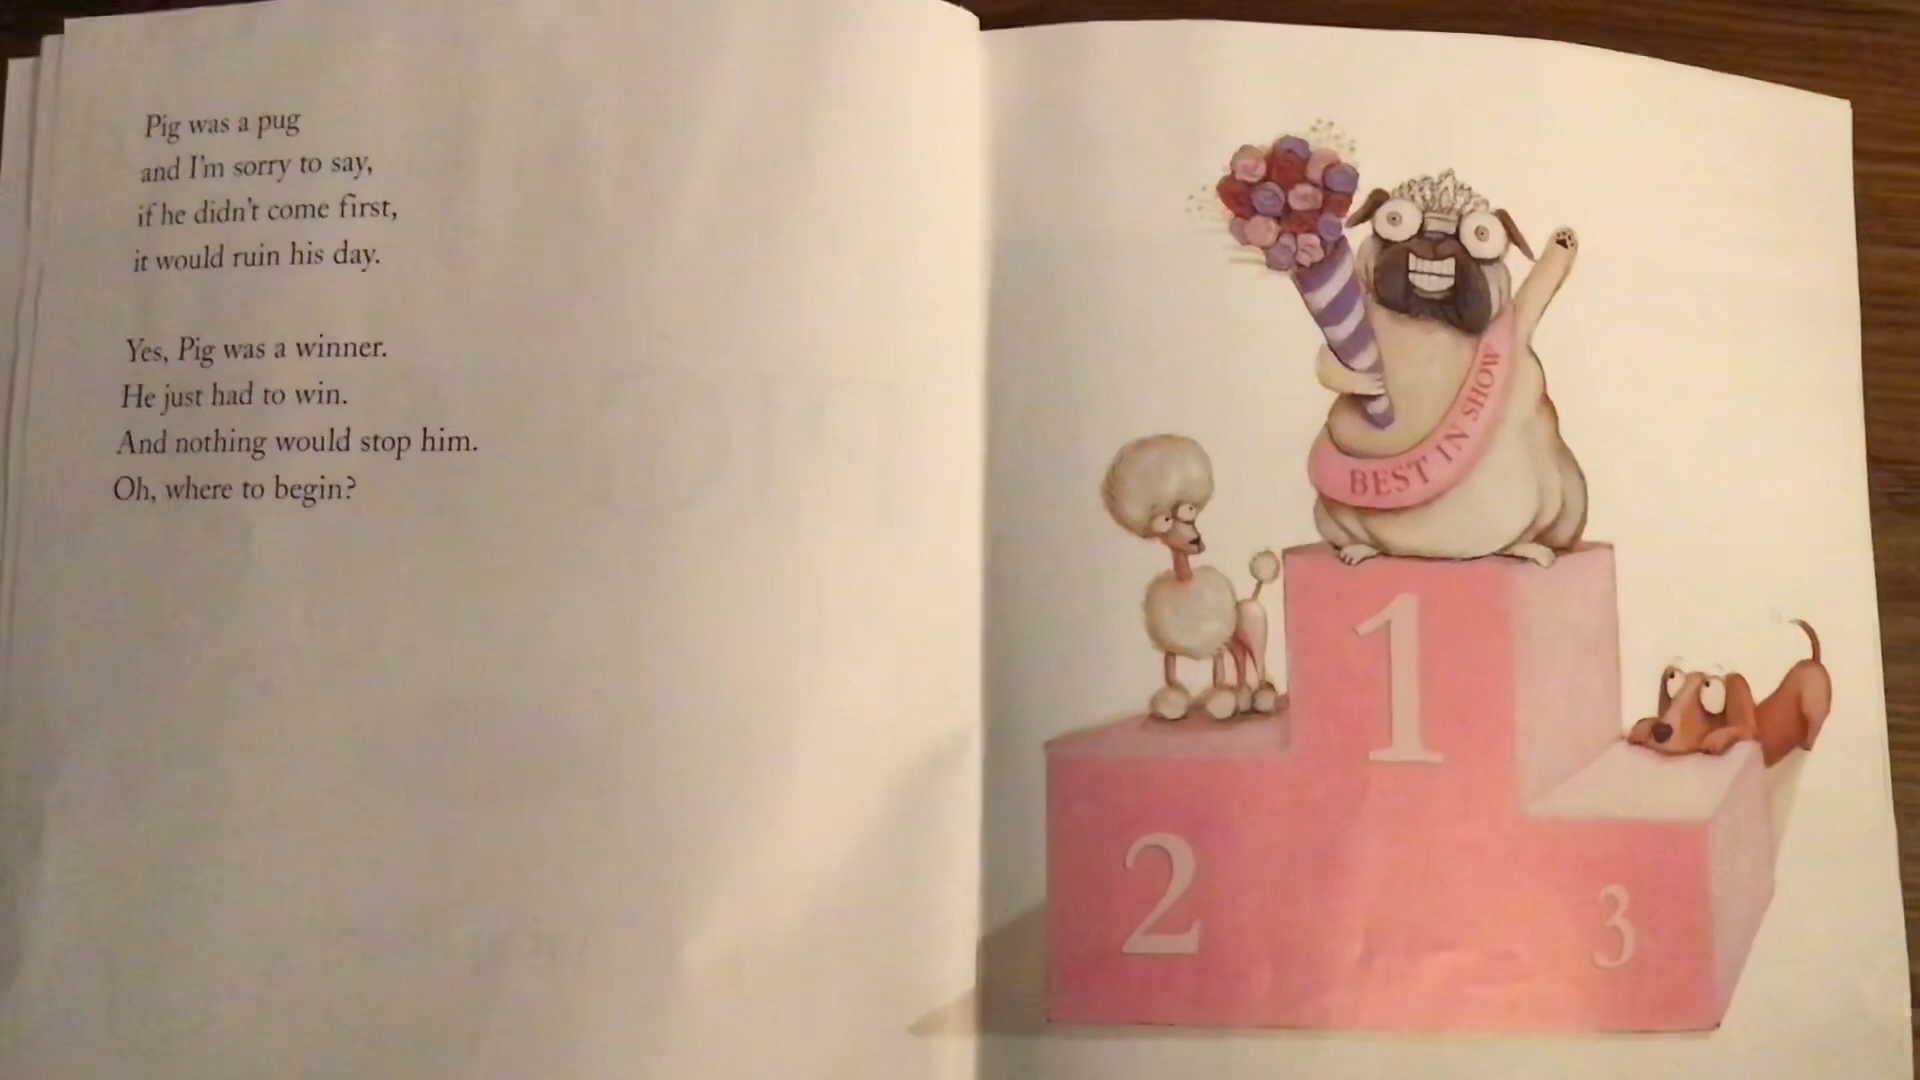 Pig was a pug
and I'm sorry to say,
if he didn't come first,
it would ruin his day.
Yes, Pig was a winner.
He just had to win.
And nothing would stop him.
Oh, where to begin?
BEST IN SHOW
1
2
3